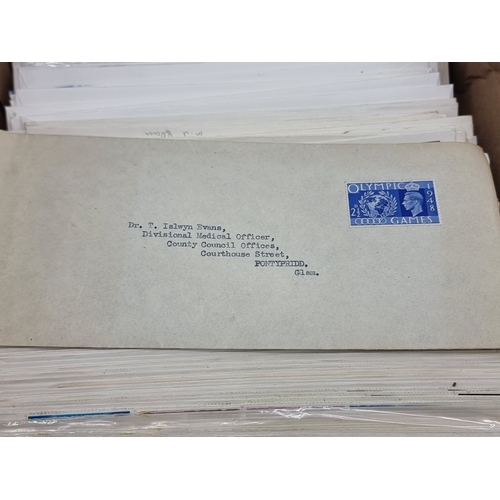 Dr. T. Islwyn Evans,
Divisional Medical Officer,
County Council Offices,
Courthouse Street,
PONTYPRIDD.
Glam.
OLYMPIC
1948
2½
GAMES